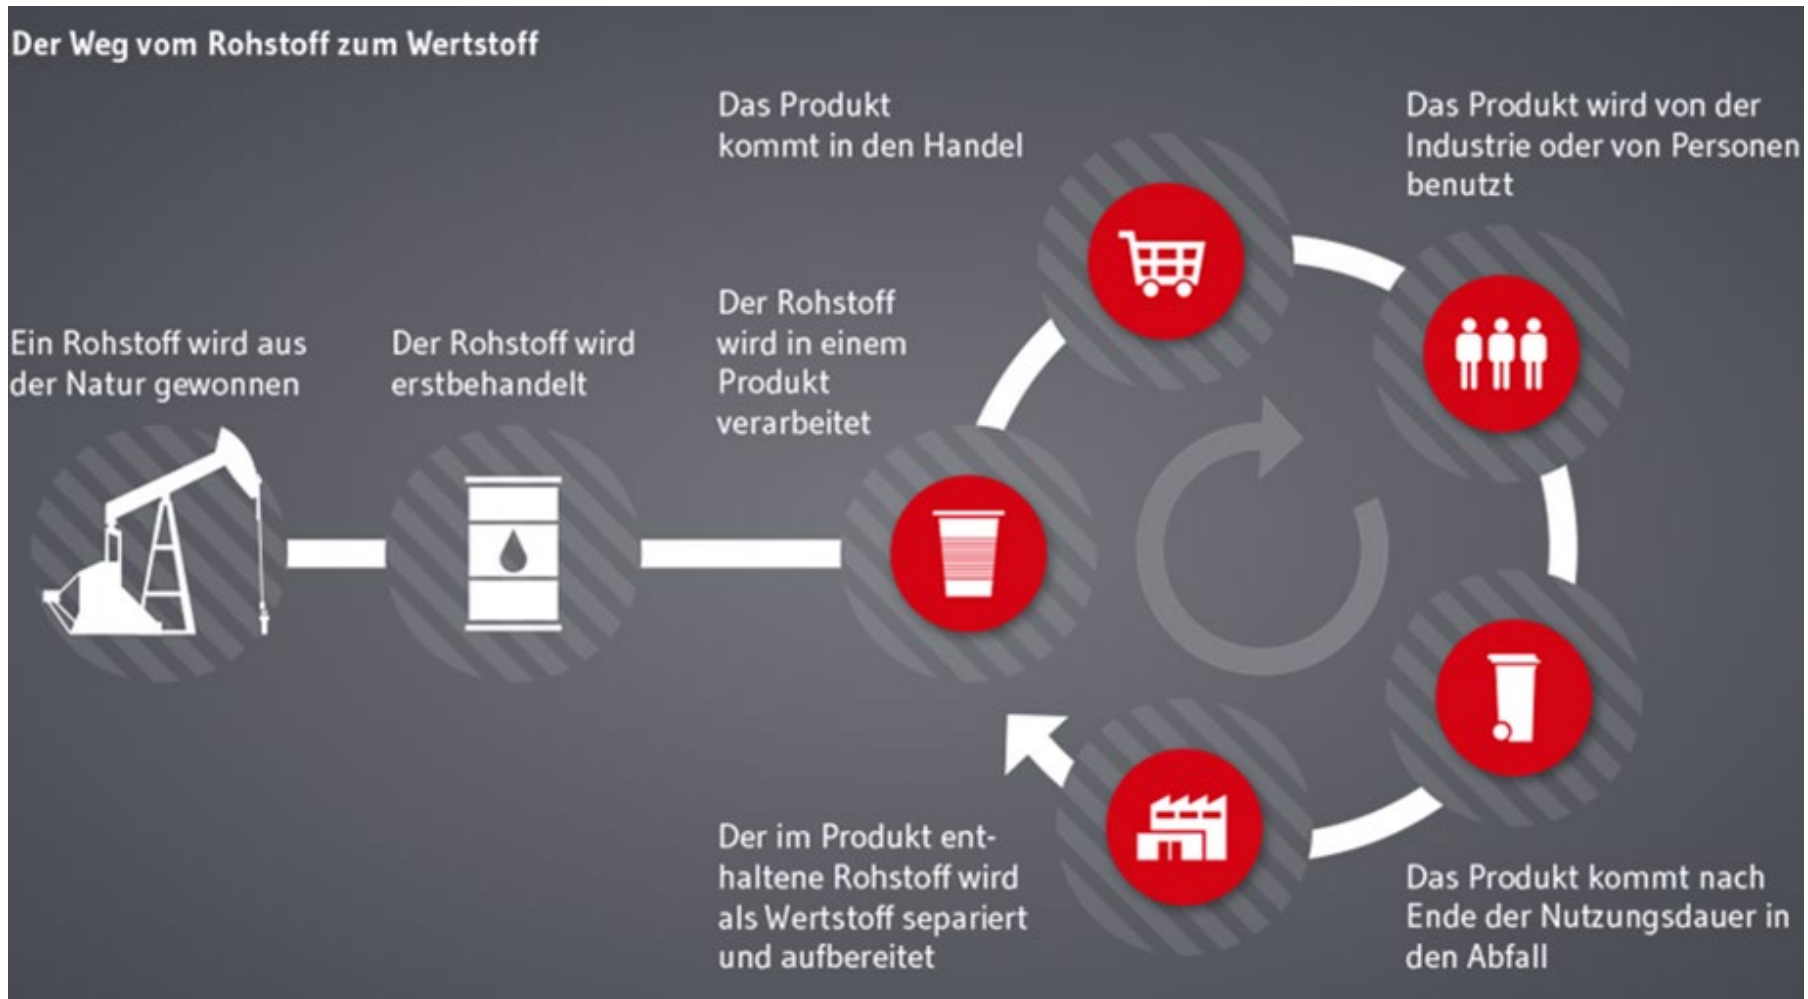 Der Weg vom Rohstoff zum Wertstoff
Ein Rohstoff wird aus
der Natur gewonnen
Der Rohstoff wird
erstbehandelt
Der Rohstoff
wird in einem
Produkt
verarbeitet
Das Produkt
kommt in den Handel
Das Produkt wird von der
Industrie oder von Personen
benutzt
Das Produkt kommt nach
Ende der Nutzungsdauer in
den Abfall
Der im Produkt ent-
haltene Rohstoff wird
als Wertstoff separiert
und aufbereitet